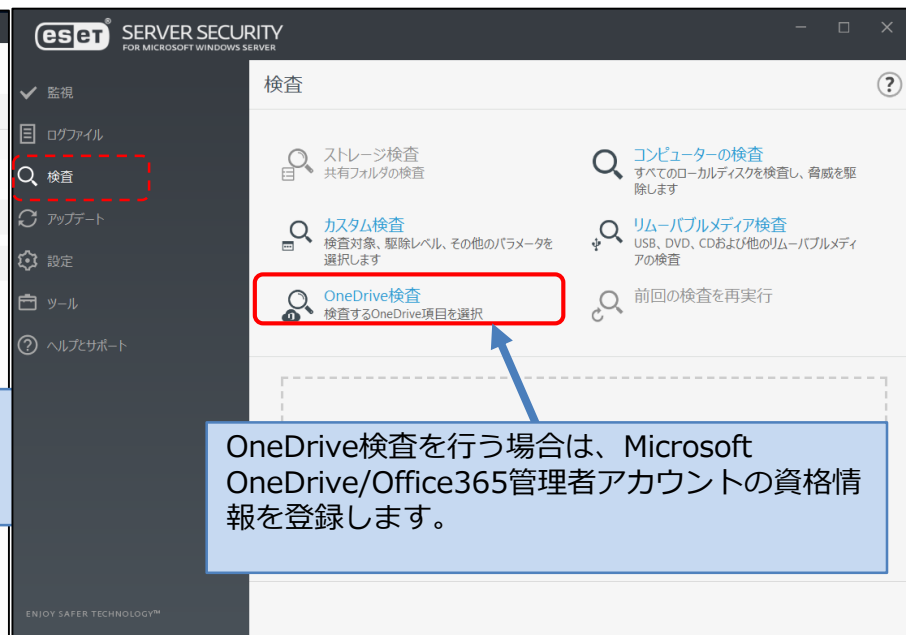 eset® SERVER SECURITY
FOR MICROSOFT WINDOWS SERVER
監視
ログファイル
検査
アップデート
設定
ツール
ヘルプとサポート
ENJOY SAFER TECHNOLOGY™
検査
?
ストレージ検査
共有フォルダの検査
コンピューターの検査
すべてのローカルディスクを検査し、脅威を駆
除します
カスタム検査
検査対象、駆除レベル、その他のパラメータを
選択します
リムーバブルメディア検査
USB、DVD、CDおよび他のリムーバブルメディ
アの検査
OneDrive検査
検査するOneDrive項目を選択
前回の検査を再実行
OneDrive検査を行う場合は、Microsoft
OneDrive/Office365管理者アカウントの資格情
報を登録します。